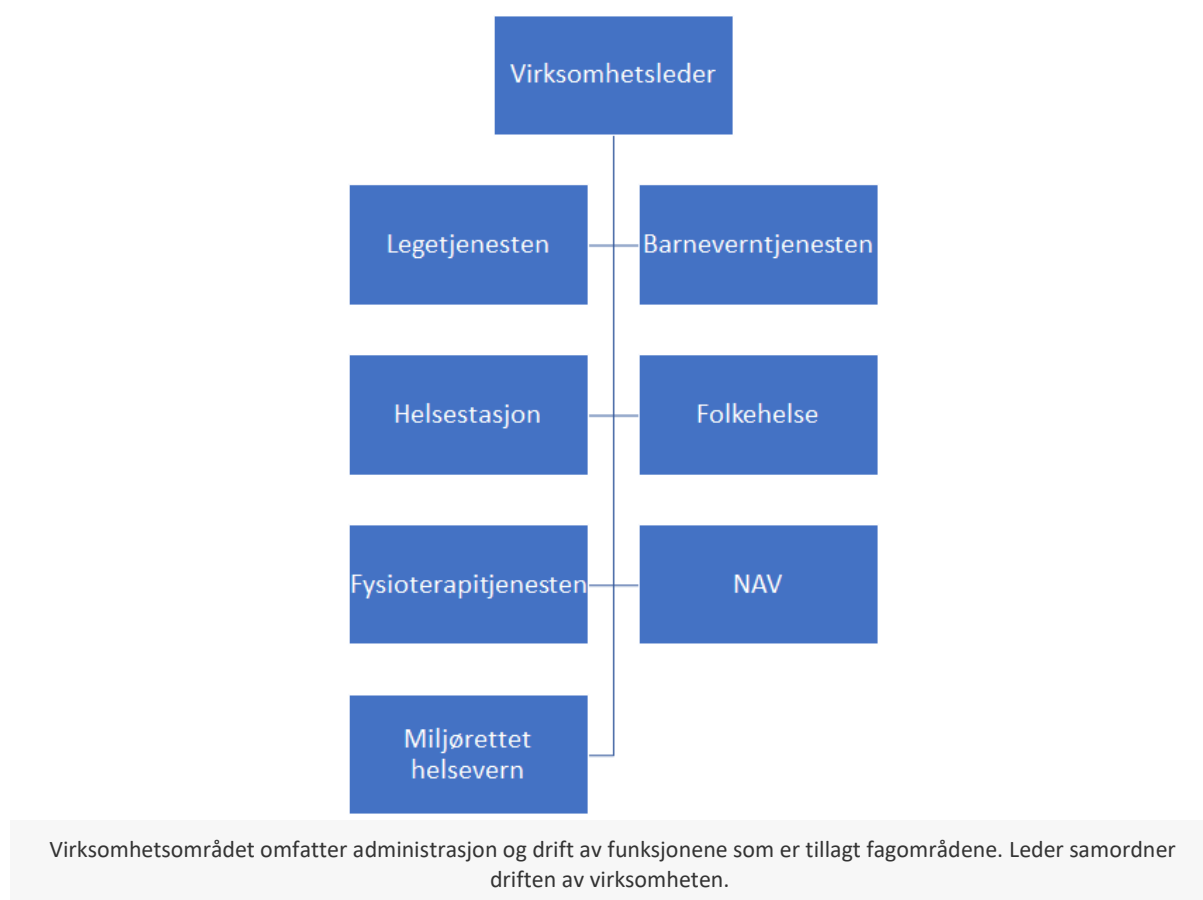 Virksomhetsleder
Legetjenesten
Barneverntjenesten
Helsestasjon
Folkehelse
Fysioterapitjenesten
NAV
Miljørettet
helsevern
Virksomhetsområdet omfatter administrasjon og drift av funksjonene som er tillagt fagområdene. Leder samordner
driften av virksomheten.